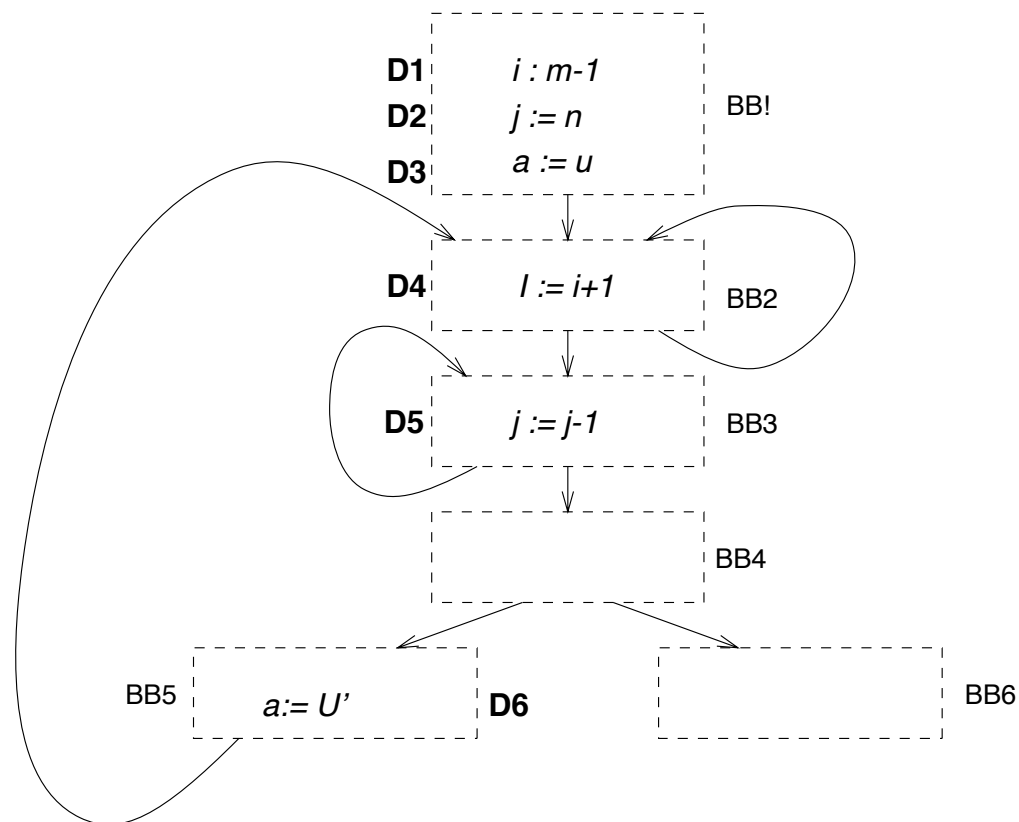 D1 i : m-1
BB!
D2 j := n
D3 a := u
D4 I := i+1 BB2
D5 j := j-1 BB3
BB4
BB5 a:= U’ D6 BB6